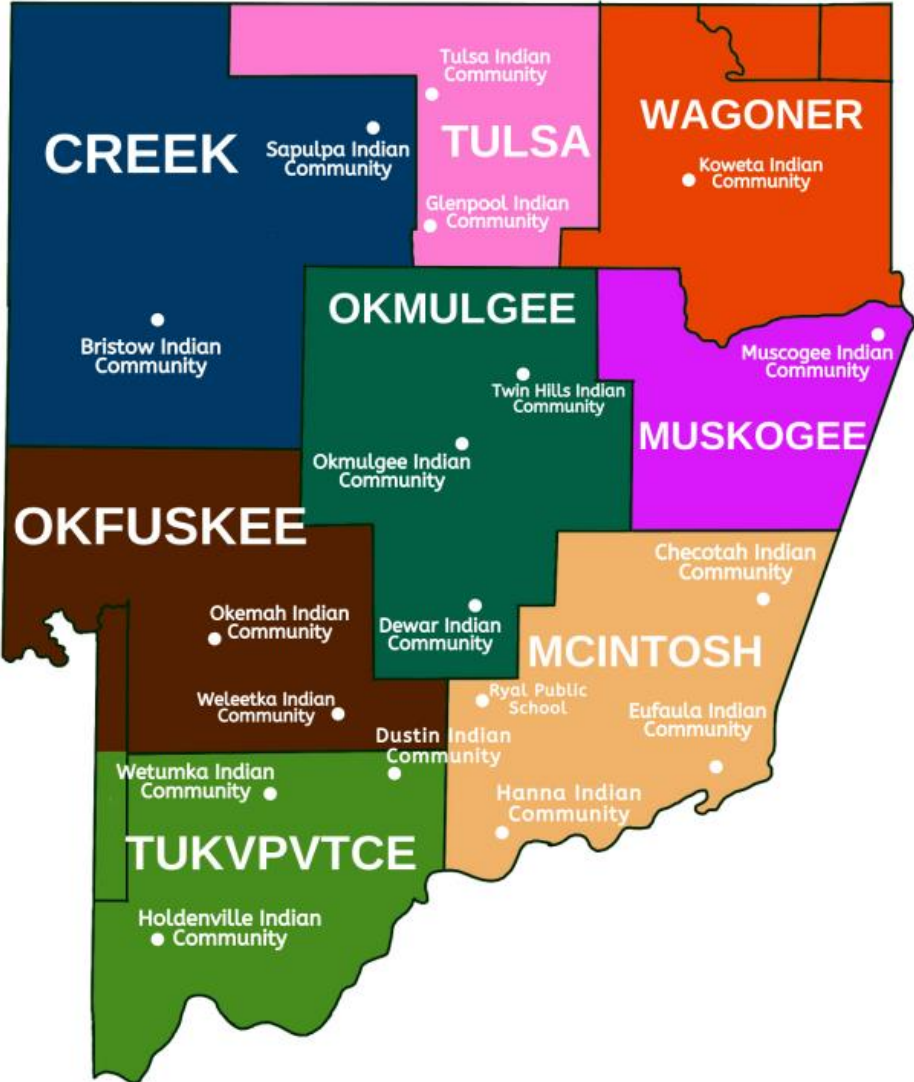 Tulsa Indian
Community
CREEK
Sapulpa Indian
Community
TULSA
WAGONER
Koweta Indian
Community
Glenpool Indian
Community
Bristow Indian
Community
OKMULGEE
Twin Hills Indian
Community
Okmulgee Indian
Community
Muscogee Indian
Community
MUSKOGEE
OKFUSKEE
Okemah Indian
Community
Weleetka Indian
Community
Dewar Indian
Community
Checotah Indian
Community
MCINTOSH
Ryal Public
School
Eufaula Indian
Community
Dustin Indian
Community
Hanna Indian
Community
Wetumka Indian
Community
TUKVPVTCE
Holdenville Indian
Community